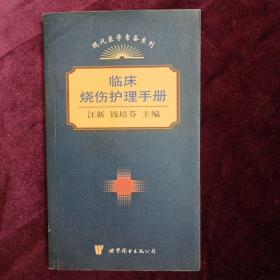 现代医学常备系列
临床
烧伤护理手册
汪新 钱培芬 主编
世界图书出版公司